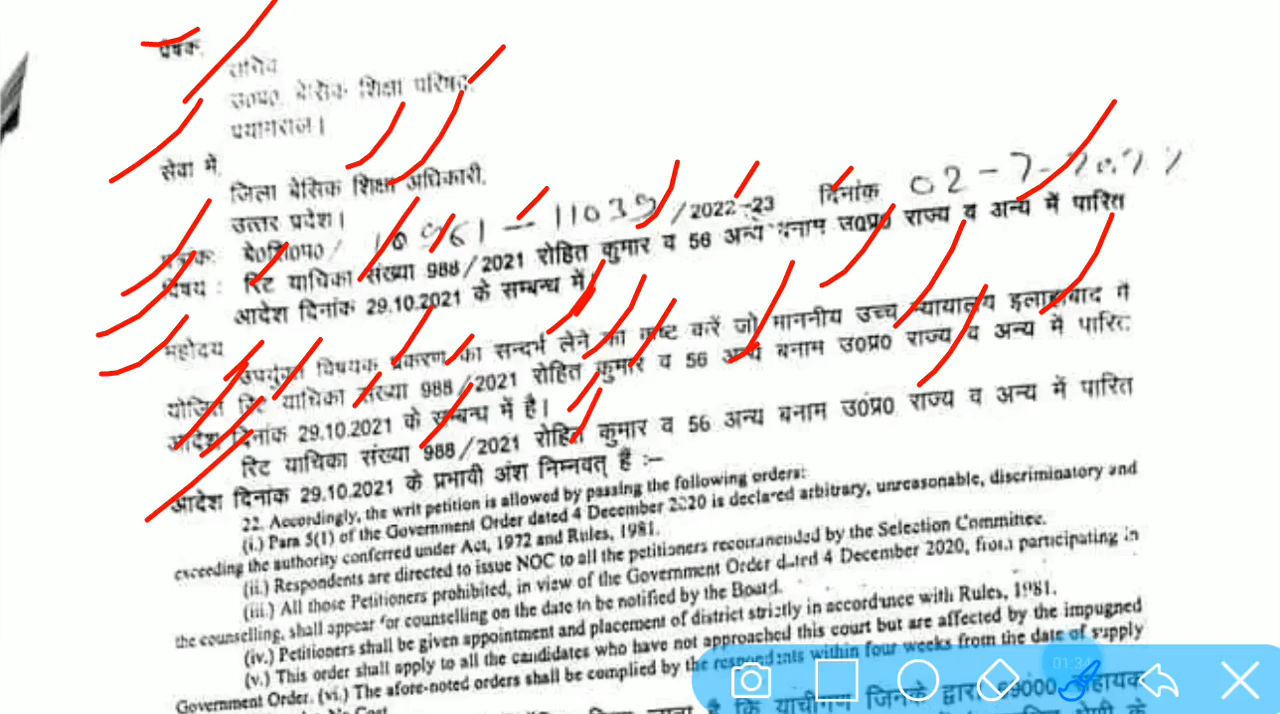 प्रेषक,
सचिव
उ0प्र0, बेसिक शिक्षा परिषद,
प्रयागराज।
सेवा में,
जिला बेसिक शिक्षा अधिकारी,
उत्तर प्रदेश।
पत्रांक: बे0शि0प0/ -11039/2022-23 दिनांक 02-7-2022
विषय : रिट याचिका संख्या 988/2021 रोहित कुमार व 56 अन्य बनाम उ0प्र0 राज्य व अन्य में पारित
आदेश दिनांक 29.10.2021 के सम्बन्ध में।
महोदय
उपर्युक्त विषयक प्रकरण का सन्दर्भ लेने का कष्ट करें जो माननीय उच्च न्यायालय इलाहाबाद में
योजित रिट याचिका संख्या 988/2021 रोहित कुमार व 56 अन्य बनाम उ0प्र0 राज्य व अन्य में पारित
आदेश दिनांक 29.10.2021 के सम्बन्ध में है।
रिट याचिका संख्या 988/2021 रोहित कुमार व 56 अन्य बनाम उ0प्र0 राज्य व अन्य में पारित
आदेश दिनांक 29.10.2021 के प्रभावी अंश निम्नवत् हैं :–
22. Accordingly, the writ petition is allowed by passing the following orders:
(i.) Para 5(1) of the Government Order dated 4 December 2020 is declared arbitrary, unreasonable, discriminatory and
exceeding the authority conferred under Act, 1972 and Rules, 1981.
(ii.) Respondents are directed to issue NOC to all the petitioners recommended by the Selection Committee.
(iii.) All those Petitioners prohibited, in view of the Government Order dated 4 December 2020, from participating in
the counselling, shall appear for counselling on the date to be notified by the Board.
(iv.) Petitioners shall be given appointment and placement of district strictly in accordance with Rules, 1981.
(v.) This order shall apply to all the candidates who have not approached this court but are affected by the impugned
Government Order. (vi.) The afore-noted orders shall be complied by the respondents within four weeks from the date of supply
No Cost
है कि याचीगण जिनके द्वारा 69000 सहायक
01:34